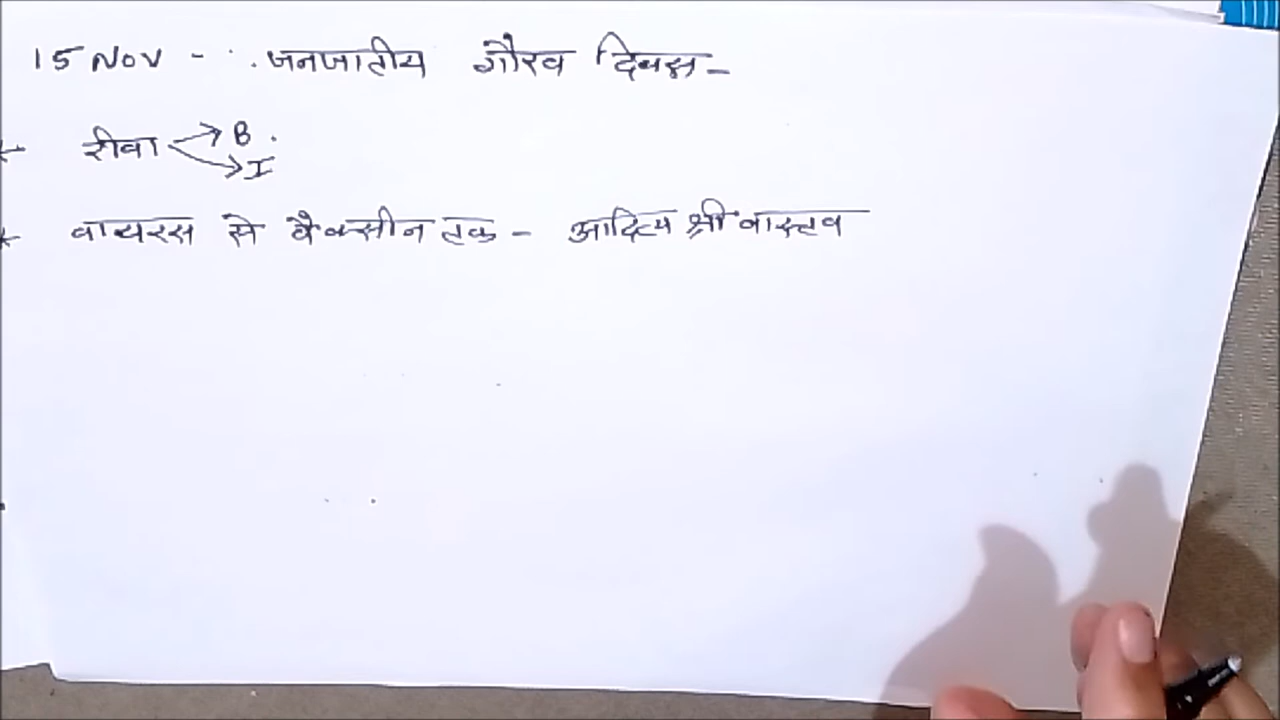 15 Nov - जनजातीय गौरव दिवस -
* रीवा → B.
→ I
* वायरस से वैक्सीन तक - आदित्य श्रीवास्तव